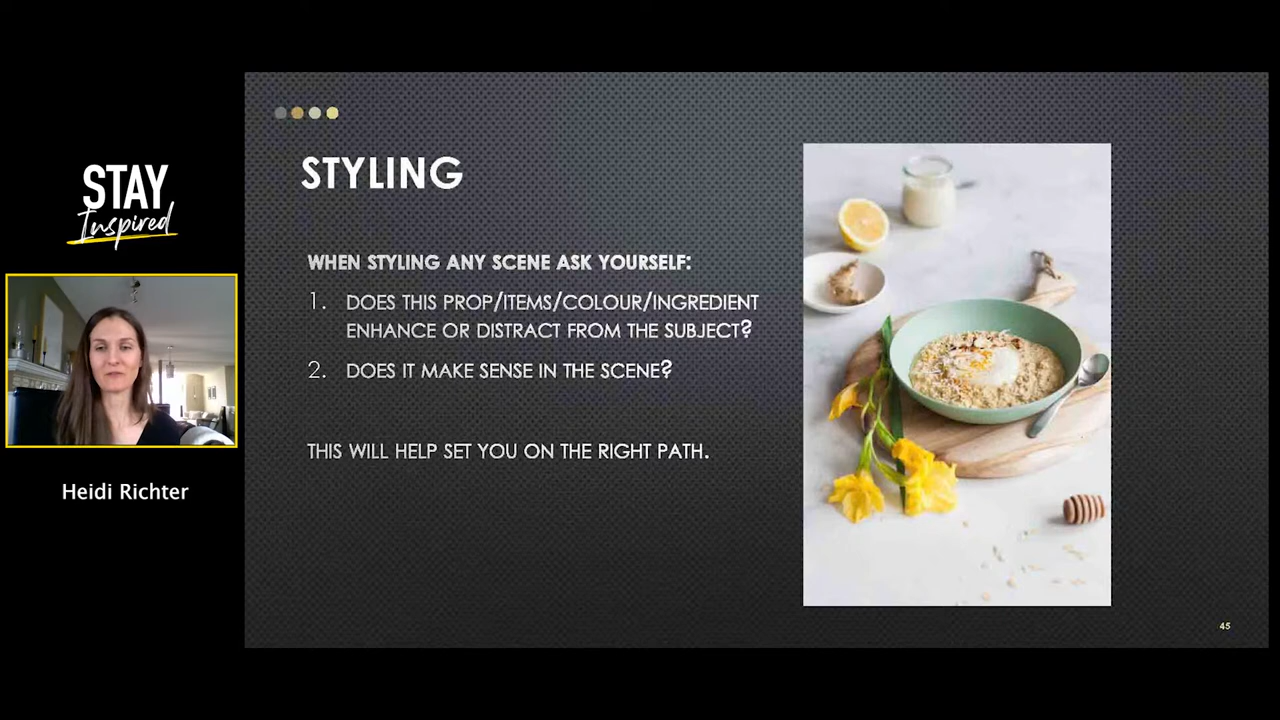 STAY
Inspired
Heidi Richter
STYLING
WHEN STYLING ANY SCENE ASK YOURSELF:
1. DOES THIS PROP/ITEMS/COLOUR/INGREDIENT
ENHANCE OR DISTRACT FROM THE SUBJECT?
2. DOES IT MAKE SENSE IN THE SCENE?
THIS WILL HELP SET YOU ON THE RIGHT PATH.
45